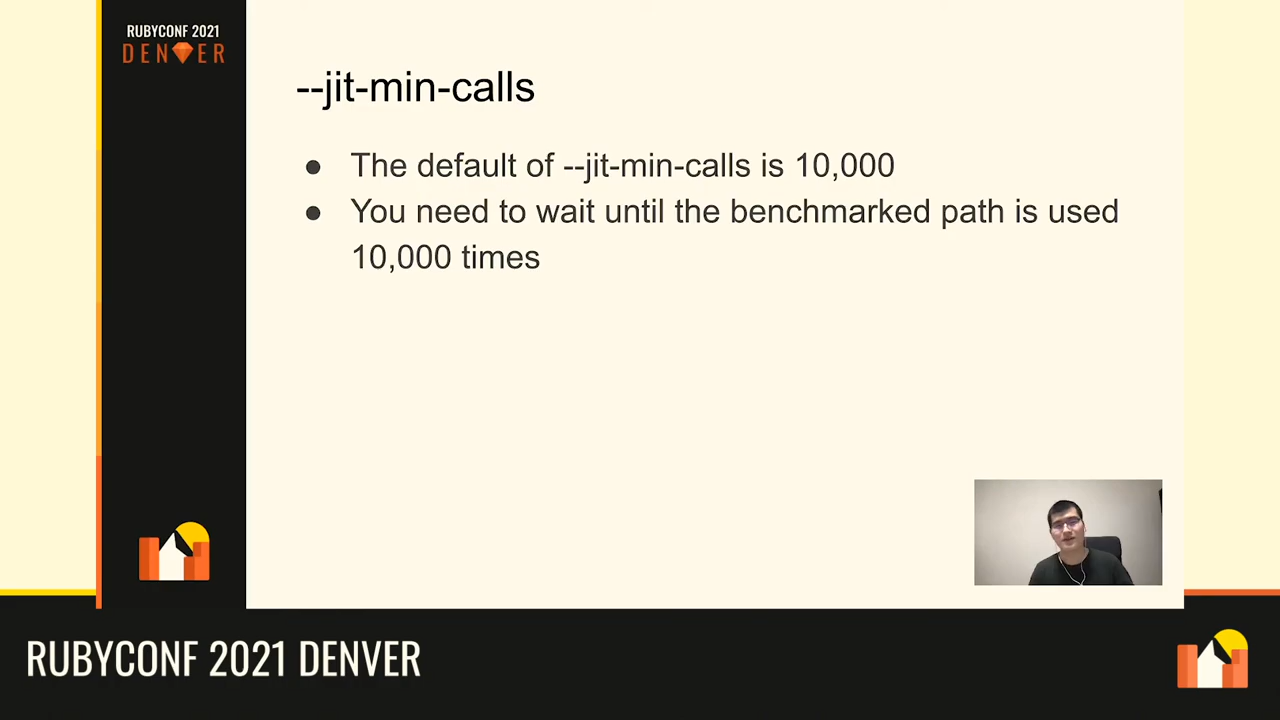 RUBYCONF 2021
DENVER
--jit-min-calls
● The default of --jit-min-calls is 10,000
● You need to wait until the benchmarked path is used
10,000 times
RUBYCONF 2021 DENVER